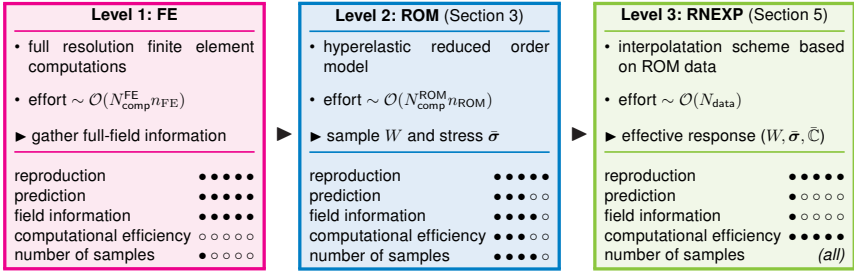 Level 1: FE
• full resolution finite element
computations
• effort ∼ O(N_comp^FE n_FE)
▶ gather full-field information
reproduction ● ● ● ● ●
prediction ● ● ● ● ●
field information ● ● ● ● ●
computational efficiency ○ ○ ○ ○ ○
number of samples ● ○ ○ ○ ○
▶
Level 2: ROM (Section 3)
• hyperelastic reduced order
model
• effort ∼ O(N_comp^ROM n_ROM)
▶ sample W and stress σ̄
reproduction ● ● ● ● ●
prediction ● ● ● ○ ○
field information ● ● ● ● ○
computational efficiency ● ● ● ○ ○
number of samples ● ● ● ● ○
▶
Level 3: RNEXP (Section 5)
• interpolatation scheme based
on ROM data
• effort ∼ O(N_data)
▶ effective response (W, σ̄, ℂ̄)
reproduction ● ● ● ● ●
prediction ● ○ ○ ○ ○
field information ● ○ ○ ○ ○
computational efficiency ● ● ● ● ●
number of samples (all)